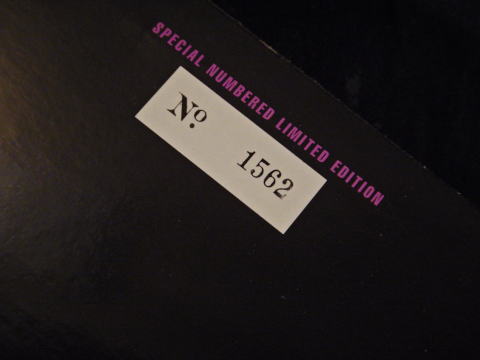 SPECIAL NUMBERED LIMITED EDITION
Nº 1562